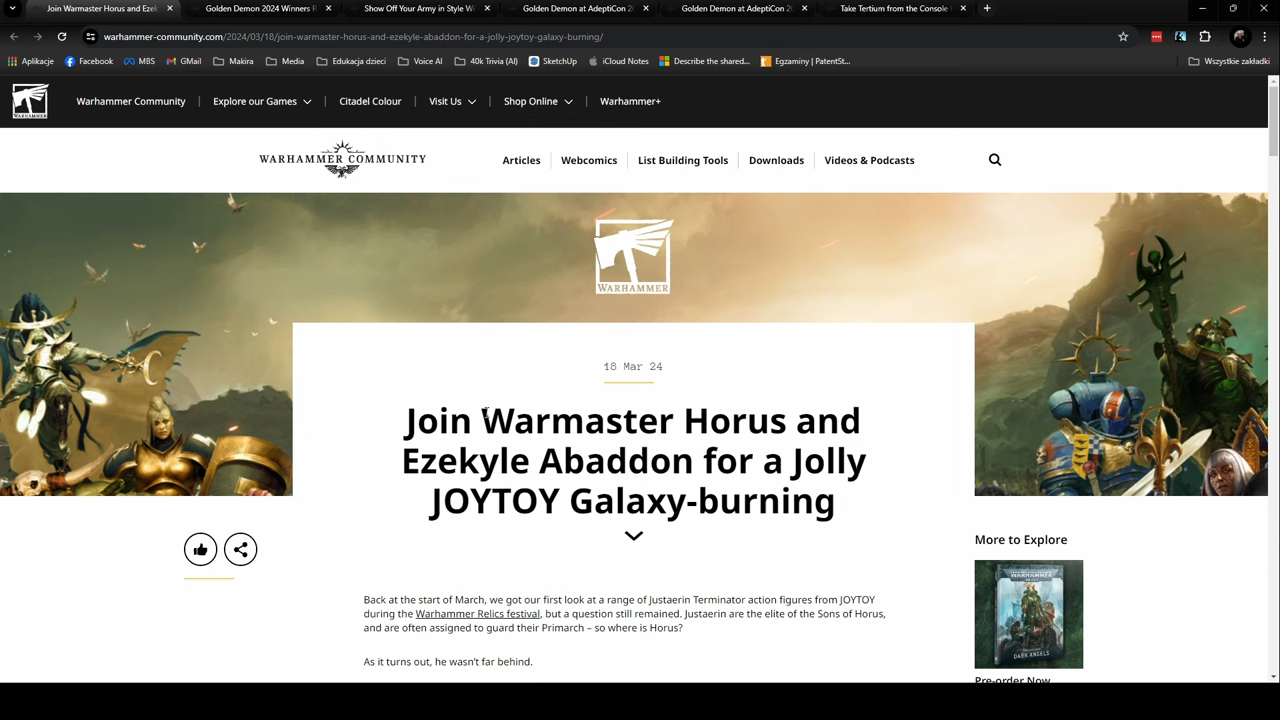 Join Warmaster Horus and Ezek
Golden Demon 2024 Winners R
Show Off Your Army in Style W
Golden Demon at AdeptiCon 2
Golden Demon at AdeptiCon 2
Take Tertium from the Console
warhammer-community.com/2024/03/18/join-warmaster-horus-and-ezekyle-abaddon-for-a-jolly-joytoy-galaxy-burning/
Aplikacje
Facebook
MBS
GMail
Makira
Media
Edukacja dzieci
Voice AI
40k Trivia (AI)
SketchUp
iCloud Notes
Describe the shared...
Egzaminy | PatentSt...
Wszystkie zakładki
Warhammer Community
Explore our Games
Citadel Colour
Visit Us
Shop Online
Warhammer+
WARHAMMER COMMUNITY
Articles
Webcomics
List Building Tools
Downloads
Videos & Podcasts
WARHAMMER
18 Mar 24
Join Warmaster Horus and
Ezekyle Abaddon for a Jolly
JOYTOY Galaxy-burning
Back at the start of March, we got our first look at a range of Justaerin Terminator action figures from JOYTOY
during the Warhammer Relics festival, but a question still remained. Justaerin are the elite of the Sons of Horus,
and are often assigned to guard their Primarch – so where is Horus?
As it turns out, he wasn't far behind.
More to Explore
WARHAMMER
DARK ANGELS
Pre-order Now